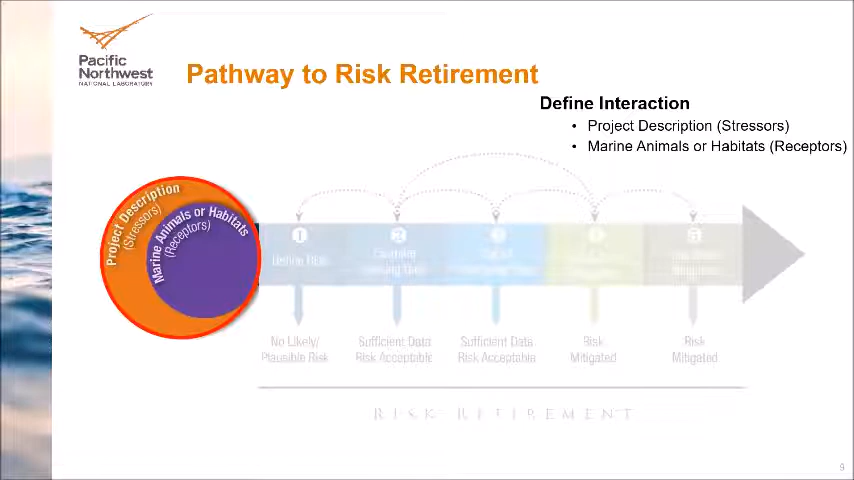 Pacific
Northwest
NATIONAL LABORATORY
Pathway to Risk Retirement
Define Interaction
• Project Description (Stressors)
• Marine Animals or Habitats (Receptors)
Project Description
(Stressors)
Marine Animals or Habitats
(Receptors)
1
2
3
4
5
Define Risk
No Likely/
Plausible Risk
Sufficient Data
Risk Acceptable
Sufficient Data
Risk Acceptable
Risk
Mitigated
Risk
Mitigated
RISK RETIREMENT
9